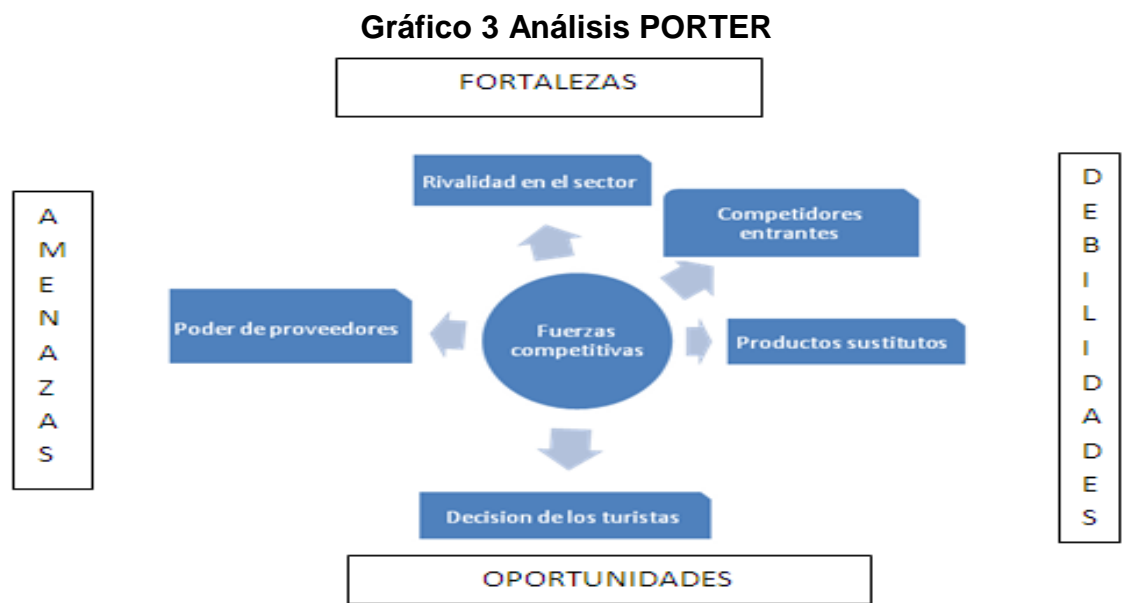 Gráfico 3 Análisis PORTER
FORTALEZAS
Rivalidad en el sector
Competidores
entrantes
A
M
E
N
A
Z
A
S
Poder de proveedores
Fuerzas
competitivas
Productos sustitutos
D
E
B
I
L
I
D
A
D
E
S
Decision de los turistas
OPORTUNIDADES